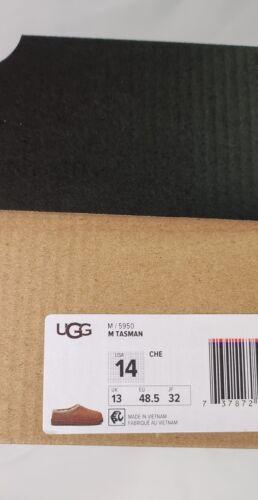 UGG
M / 5950
M TASMAN
USA
14
CHE
UK EU JP
13 48.5 32
MADE IN VIETNAM
FABRIQUÉ AU VIETNAM
7 37872